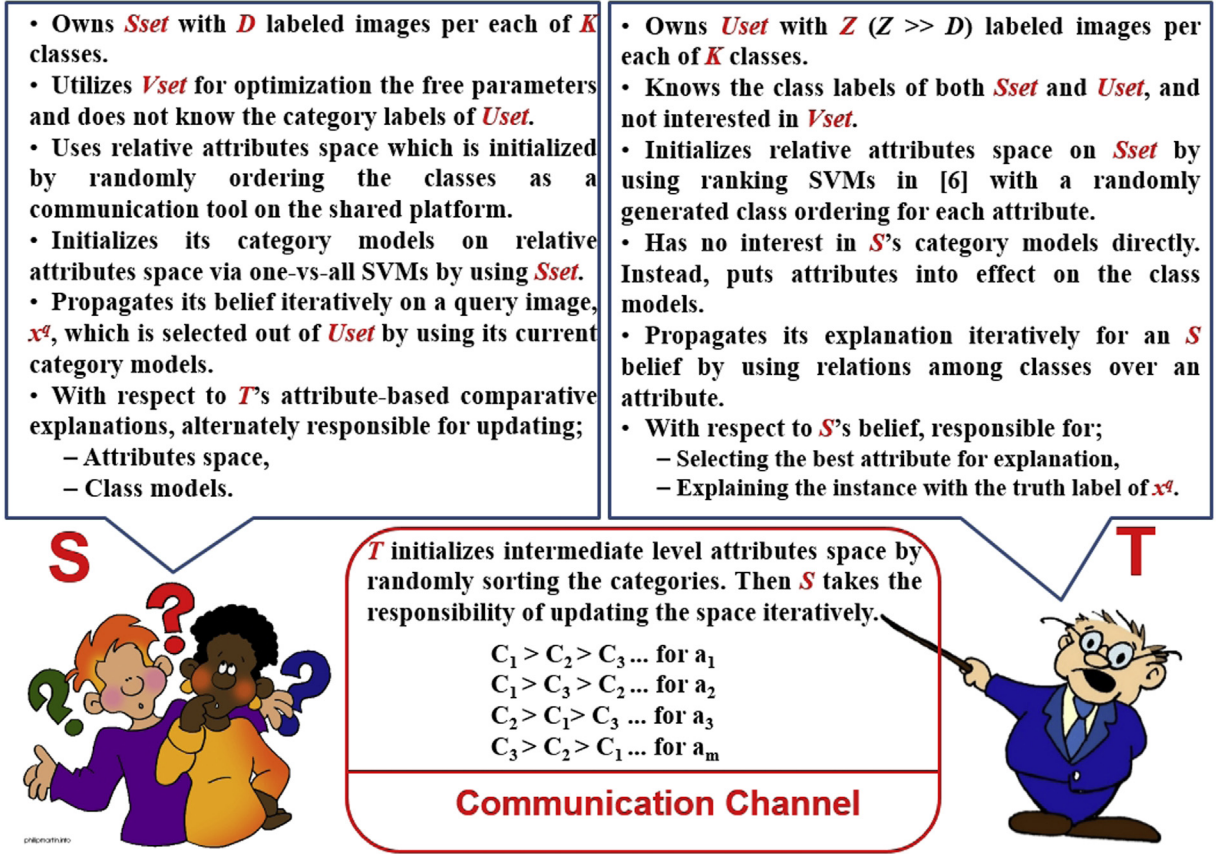 • Owns Sset with D labeled images per each of K
classes.
• Utilizes Vset for optimization the free parameters
and does not know the category labels of Uset.
• Uses relative attributes space which is initialized
by randomly ordering the classes as a
communication tool on the shared platform.
• Initializes its category models on relative
attributes space via one-vs-all SVMs by using Sset.
• Propagates its belief iteratively on a query image,
x^q, which is selected out of Uset by using its current
category models.
• With respect to T's attribute-based comparative
explanations, alternately responsible for updating;
– Attributes space,
– Class models.
• Owns Uset with Z (Z >> D) labeled images per
each of K classes.
• Knows the class labels of both Sset and Uset, and
not interested in Vset.
• Initializes relative attributes space on Sset by
using ranking SVMs in [6] with a randomly
generated class ordering for each attribute.
• Has no interest in S's category models directly.
Instead, puts attributes into effect on the class
models.
• Propagates its explanation iteratively for an S
belief by using relations among classes over an
attribute.
• With respect to S's belief, responsible for;
– Selecting the best attribute for explanation,
– Explaining the instance with the truth label of x^q.
S
T
T initializes intermediate level attributes space by
randomly sorting the categories. Then S takes the
responsibility of updating the space iteratively.
C₁ > C₂ > C₃ ... for a₁
C₁ > C₃ > C₂ ... for a₂
C₂ > C₁> C₃ ... for a₃
C₃ > C₂ > C₁ ... for aₘ
Communication Channel
? ? ?
philipmartin.info